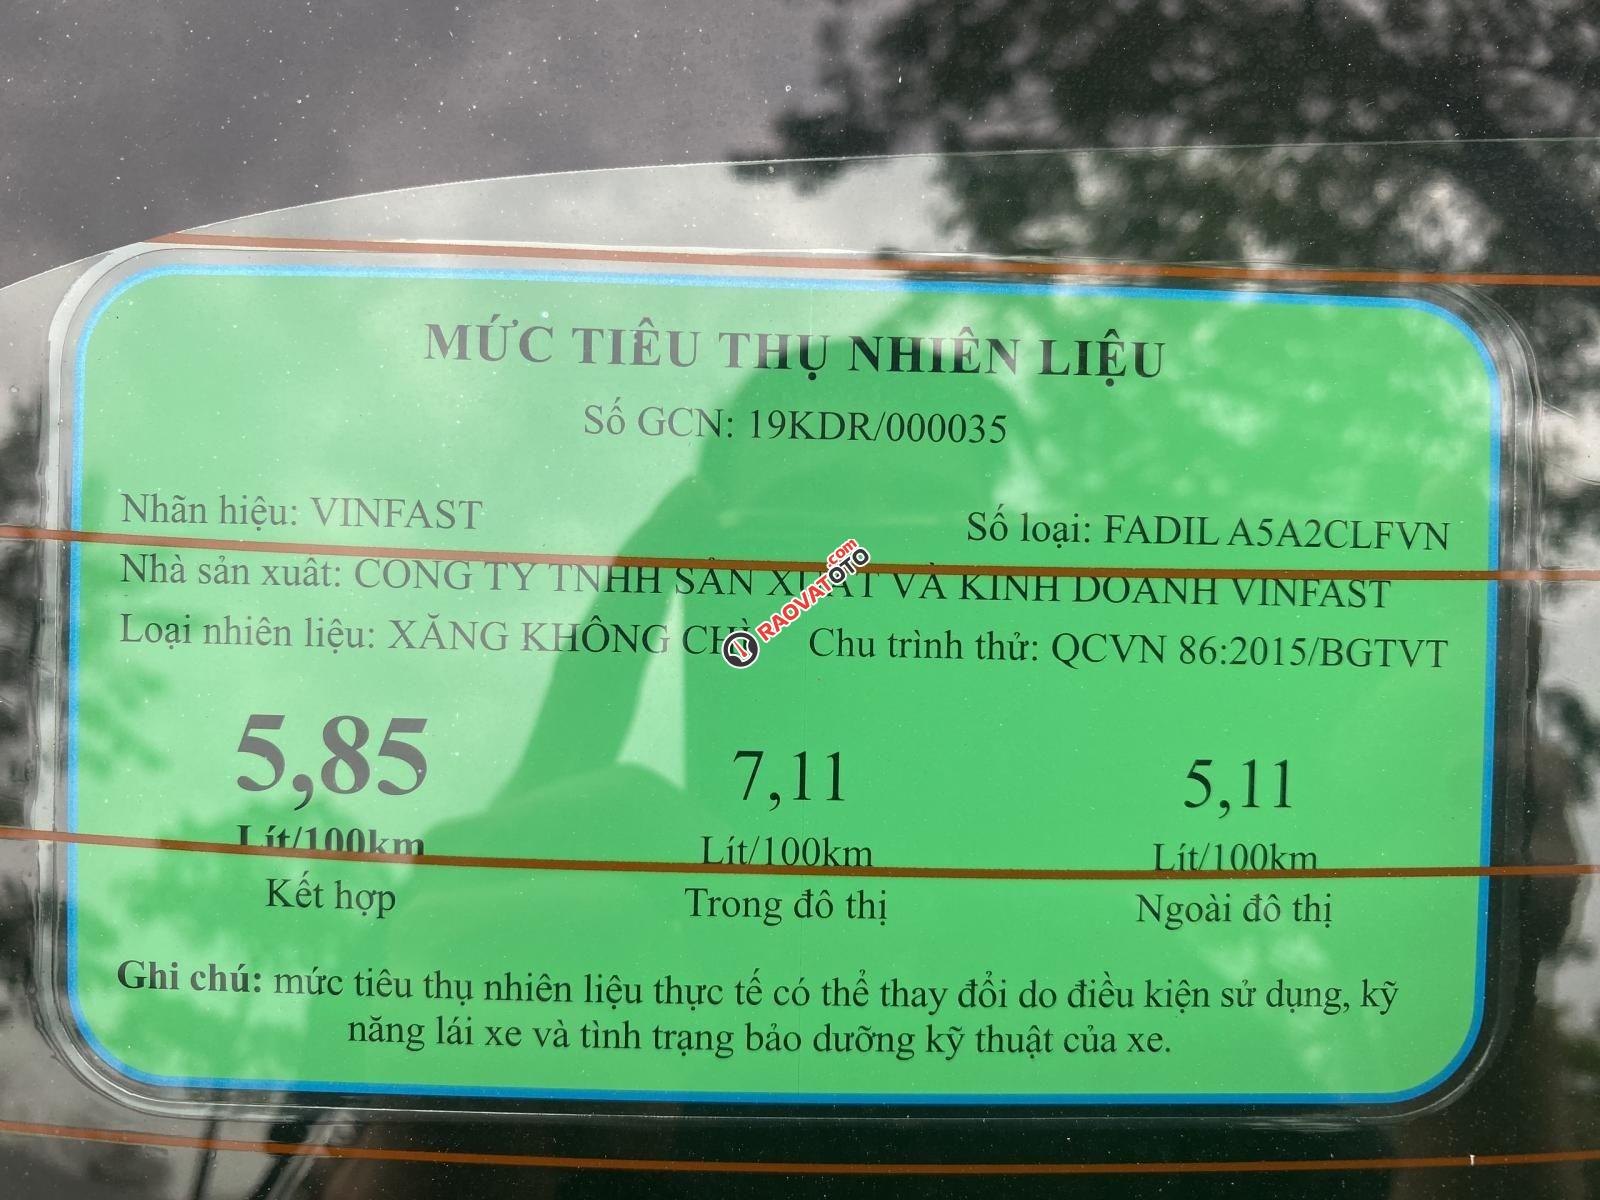 MỨC TIÊU THỤ NHIÊN LIỆU
Số GCN: 19KDR/000035
Nhãn hiệu: VINFAST Số loại: FADIL A5A2CLFVN
Nhà sản xuất: CÔNG TY TNHH SẢN XUẤT VÀ KINH DOANH VINFAST
Loại nhiên liệu: XĂNG KHÔNG CHÌ Chu trình thử: QCVN 86:2015/BGTVT
RAOVATOTO.com
5,85 7,11 5,11
Lít/100km Lít/100km Lít/100km
Kết hợp Trong đô thị Ngoài đô thị
Ghi chú: mức tiêu thụ nhiên liệu thực tế có thể thay đổi do điều kiện sử dụng, kỹ
năng lái xe và tình trạng bảo dưỡng kỹ thuật của xe.